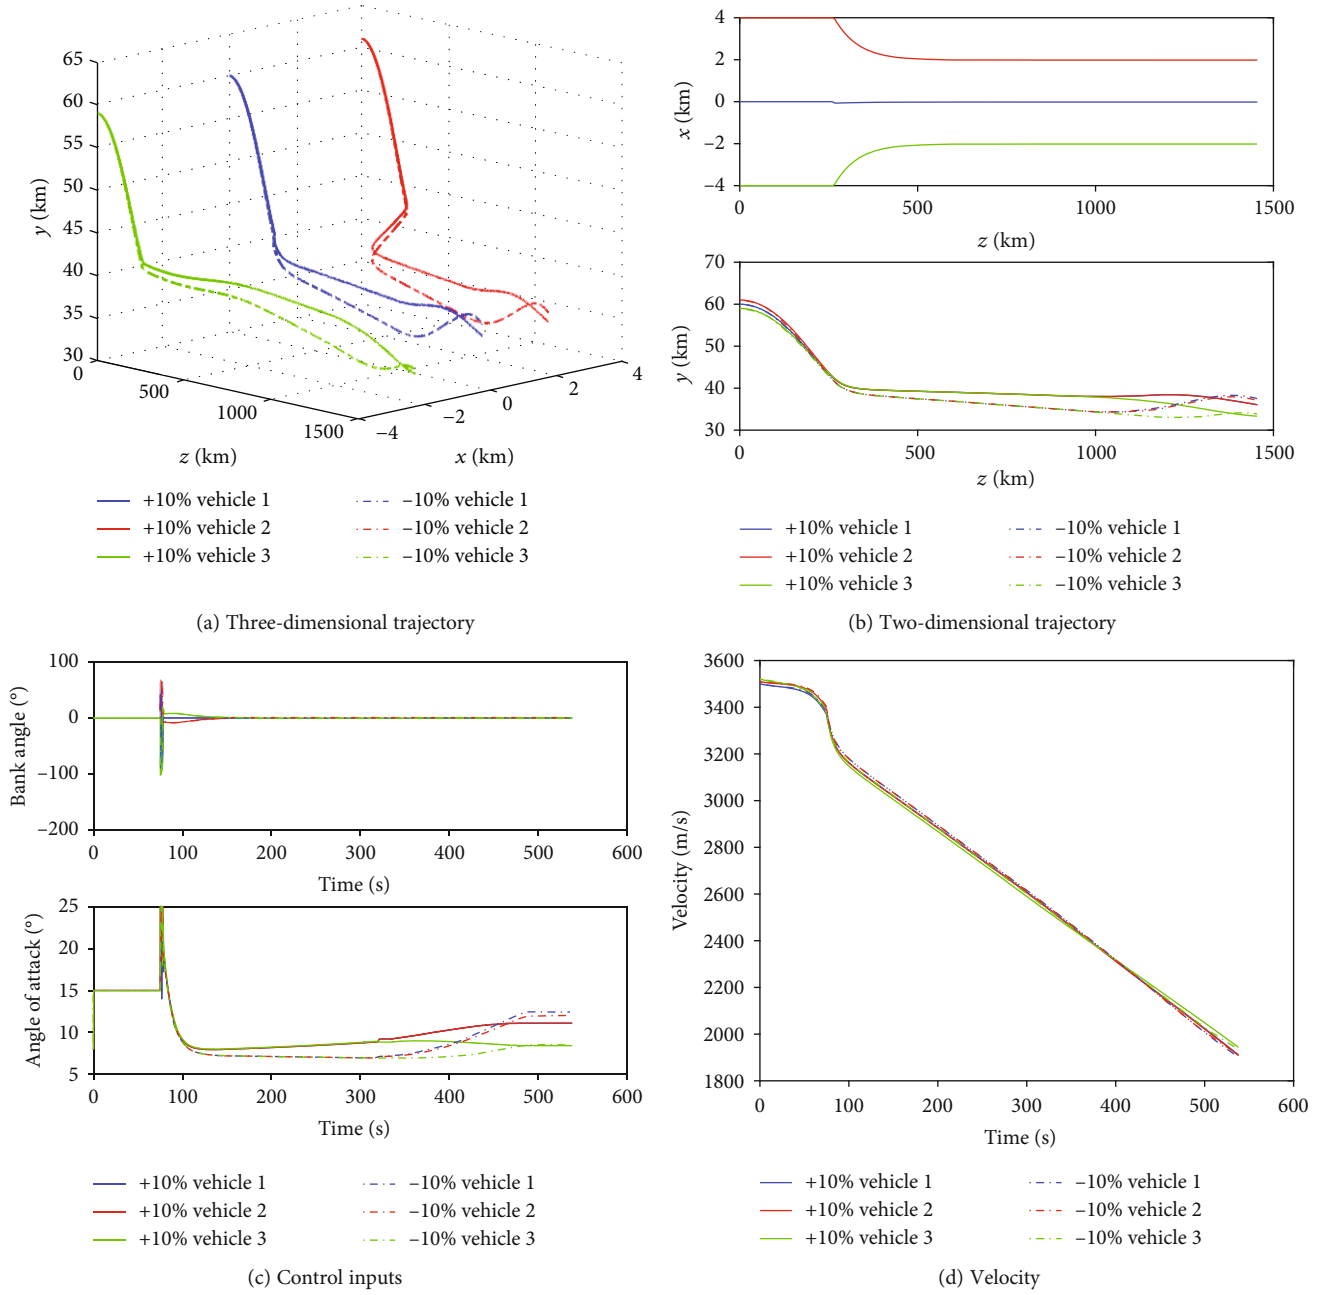 65
60
55
50
45
40
35
30
y (km)
0
500
1000
1500
z (km)
−4
−2
0
2
4
x (km)
+10% vehicle 1
+10% vehicle 2
+10% vehicle 3
–10% vehicle 1
–10% vehicle 2
–10% vehicle 3
(a) Three-dimensional trajectory
4
2
0
−2
−4
x (km)
0
500
1000
1500
z (km)
70
60
50
40
30
y (km)
0
500
1000
1500
z (km)
+10% vehicle 1
+10% vehicle 2
+10% vehicle 3
–10% vehicle 1
–10% vehicle 2
–10% vehicle 3
(b) Two-dimensional trajectory
100
0
−100
−200
Bank angle (°)
0
100
200
300
400
500
600
Time (s)
25
20
15
10
5
Angle of attack (°)
0
100
200
300
400
500
600
Time (s)
+10% vehicle 1
+10% vehicle 2
+10% vehicle 3
–10% vehicle 1
–10% vehicle 2
–10% vehicle 3
(c) Control inputs
3600
3400
3200
3000
2800
2600
2400
2200
2000
1800
Velocity (m/s)
0
100
200
300
400
500
600
Time (s)
+10% vehicle 1
+10% vehicle 2
+10% vehicle 3
–10% vehicle 1
–10% vehicle 2
–10% vehicle 3
(d) Velocity